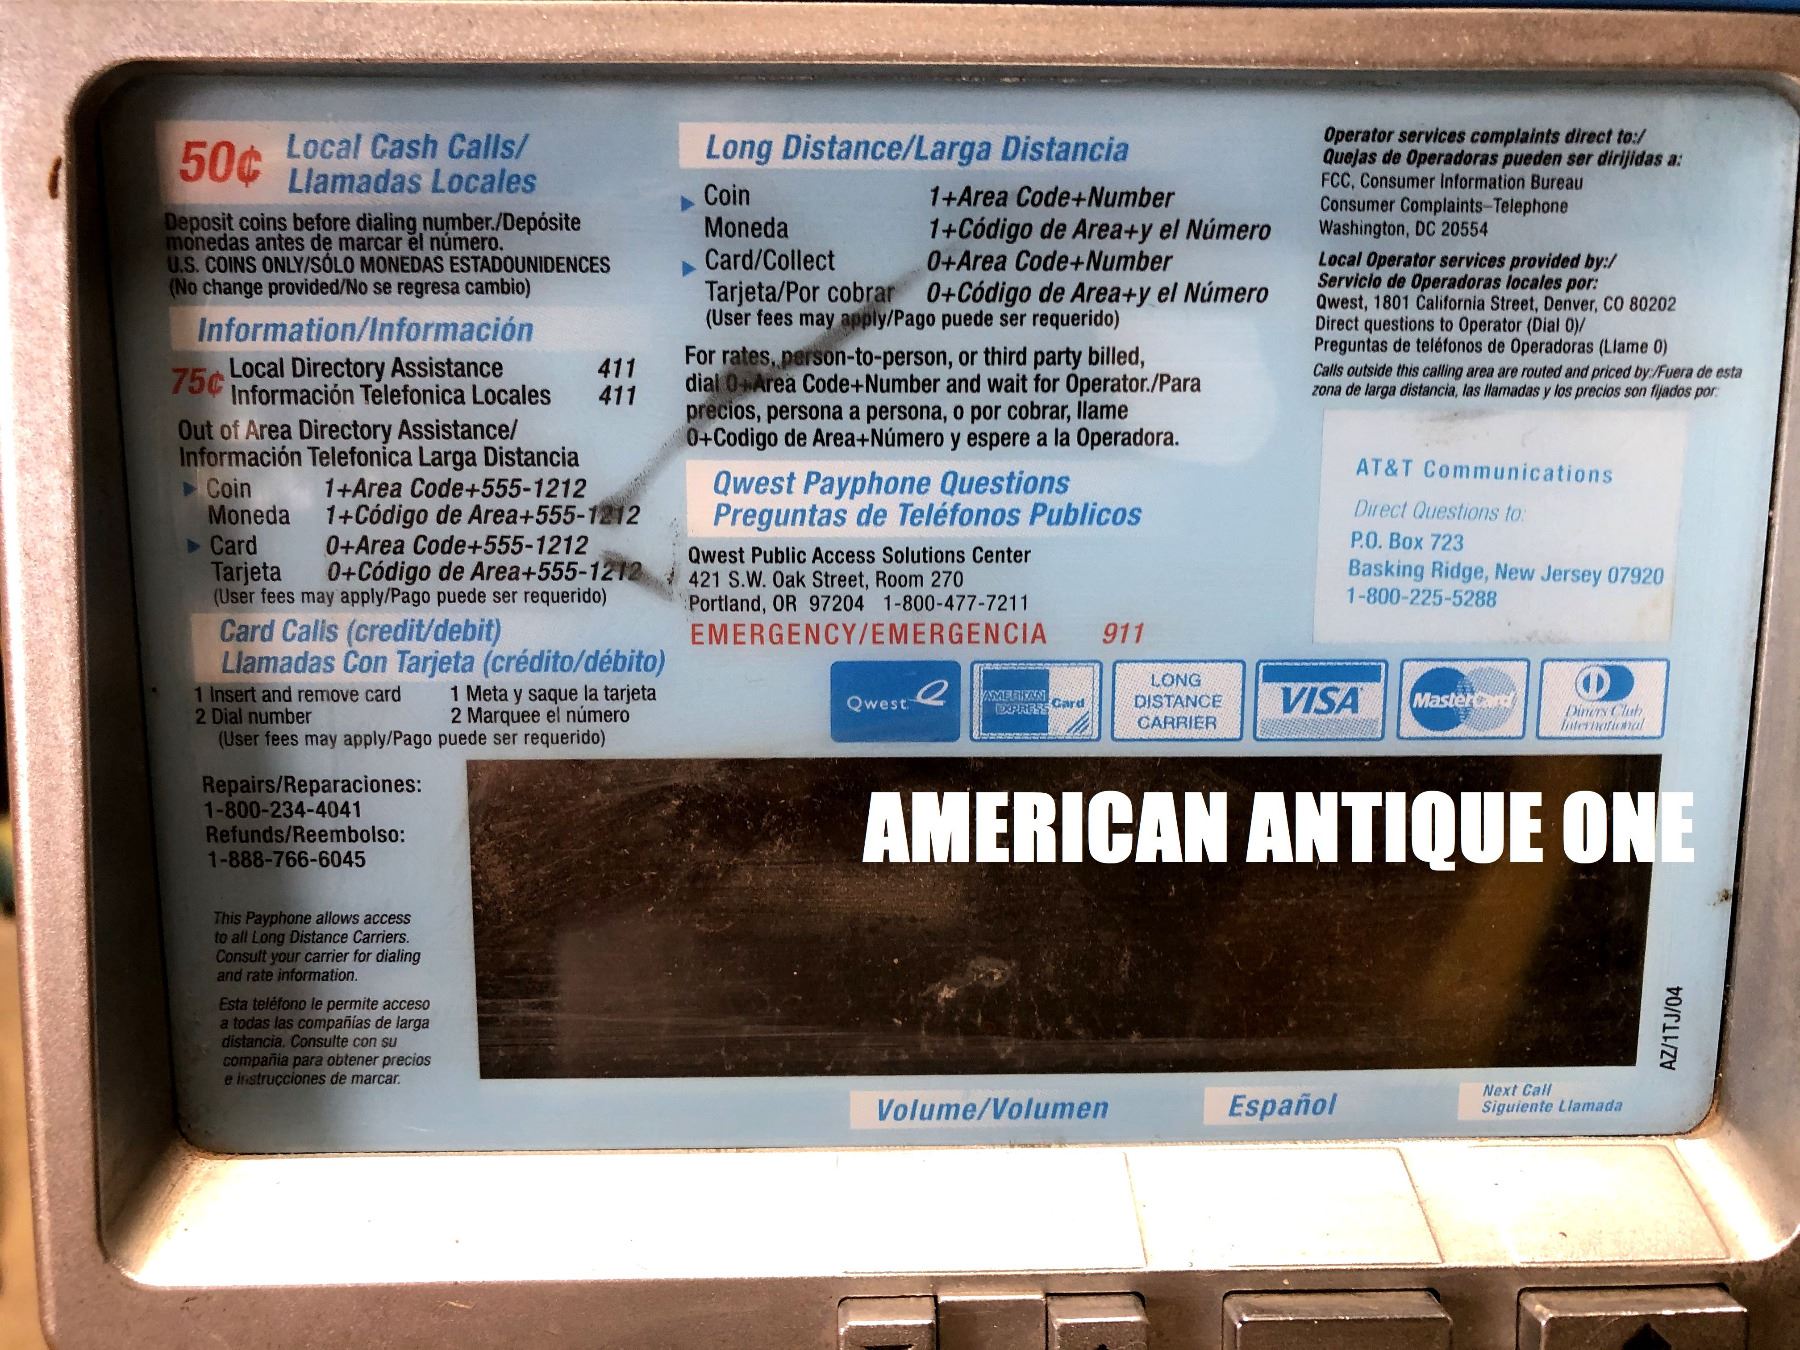 50¢ Local Cash Calls/
Llamadas Locales
Deposit coins before dialing number./Depósite
monedas antes de marcar el número.
U.S. COINS ONLY/SÓLO MONEDAS ESTADOUNIDENCES
(No change provided/No se regresa cambio)
Information/Información
75¢ Local Directory Assistance 411
Información Telefonica Locales 411
Out of Area Directory Assistance/
Información Telefonica Larga Distancia
Coin 1+Area Code+555-1212
Moneda 1+Código de Area+555-1212
Card 0+Area Code+555-1212
Tarjeta 0+Código de Area+555-1212
(User fees may apply/Pago puede ser requerido)
Card Calls (credit/debit)
Llamadas Con Tarjeta (crédito/débito)
1 Insert and remove card 1 Meta y saque la tarjeta
2 Dial number 2 Marquee el número
(User fees may apply/Pago puede ser requerido)
Repairs/Reparaciones:
1-800-234-4041
Refunds/Reembolso:
1-888-766-6045
This Payphone allows access
to all Long Distance Carriers.
Consult your carrier for dialing
and rate information.
Esta teléfono le permite acceso
a todas las compañías de larga
distancia. Consulte con su
compañia para obtener precios
e instrucciones de marcar.
Long Distance/Larga Distancia
Coin 1+Area Code+Number
Moneda 1+Código de Area+y el Número
Card/Collect 0+Area Code+Number
Tarjeta/Por cobrar 0+Código de Area+y el Número
(User fees may apply/Pago puede ser requerido)
For rates, person-to-person, or third party billed,
dial 0+Area Code+Number and wait for Operator./Para
precios, persona a persona, o por cobrar, llame
0+Codigo de Area+Número y espere a la Operadora.
Qwest Payphone Questions
Preguntas de Teléfonos Publicos
Qwest Public Access Solutions Center
421 S.W. Oak Street, Room 270
Portland, OR 97204 1-800-477-7211
EMERGENCY/EMERGENCIA 911
Operator services complaints direct to:/
Quejas de Operadoras pueden ser dirijidas a:
FCC, Consumer Information Bureau
Consumer Complaints-Telephone
Washington, DC 20554
Local Operator services provided by:/
Servicio de Operadoras locales por:
Qwest, 1801 California Street, Denver, CO 80202
Direct questions to Operator (Dial 0)/
Preguntas de teléfonos de Operadoras (Llame 0)
Calls outside this calling area are routed and priced by:/Fuera de esta
zona de larga distancia, las llamadas y los precios son fijados por:
AT&T Communications
Direct Questions to:
P.O. Box 723
Basking Ridge, New Jersey 07920
1-800-225-5288
Qwest
AMERICAN EXPRESS Card
LONG
DISTANCE
CARRIER
VISA
MasterCard
Diners Club
International
AMERICAN ANTIQUE ONE
AZ/1TJ/04
Volume/Volumen
Español
Next Call
Siguiente Llamada